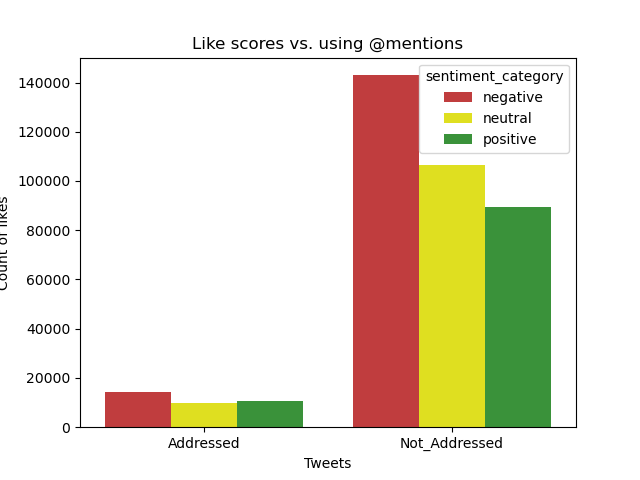 Like scores vs. using @mentions
sentiment_category
negative
neutral
positive
140000
120000
100000
80000
60000
40000
20000
0
Count of likes
Addressed
Not_Addressed
Tweets